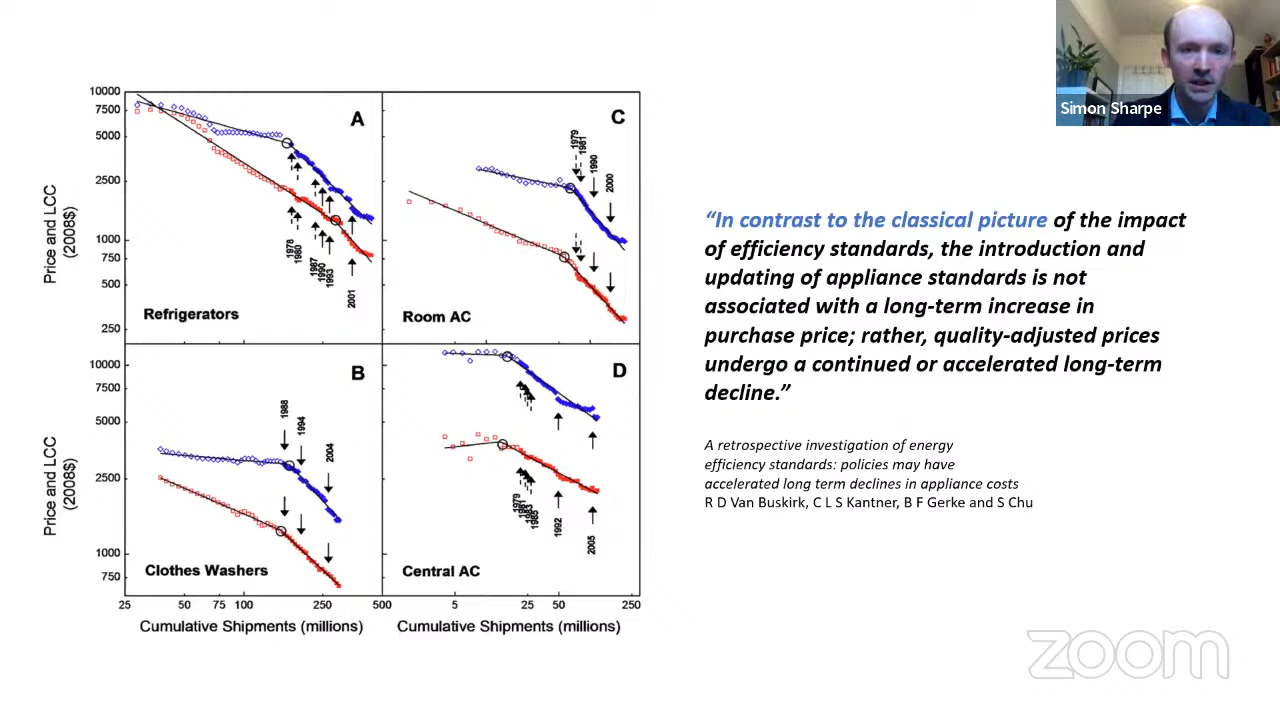 Simon Sharpe
Price and LCC
(2008$)
10000
7500
5000
2500
1000
750
500
250
A
1978
1980
1987
1990
1993
2001
Refrigerators
C
1979
1981
1990
2000
Room AC
Price and LCC
(2008$)
10000
5000
2500
1000
750
B
1988
1994
2004
Clothes Washers
D
1979
1981
1983
1985
1992
2005
Central AC
25
50
75
100
250
500
5
25
50
250
Cumulative Shipments (millions)
Cumulative Shipments (millions)
“In contrast to the classical picture of the impact
of efficiency standards, the introduction and
updating of appliance standards is not
associated with a long-term increase in
purchase price; rather, quality-adjusted prices
undergo a continued or accelerated long-term
decline.”
A retrospective investigation of energy
efficiency standards: policies may have
accelerated long term declines in appliance costs
R D Van Buskirk, C L S Kantner, B F Gerke and S Chu
zoom